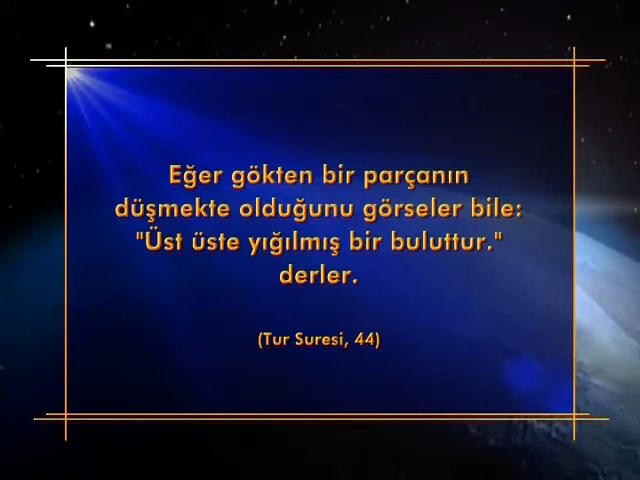 Eğer gökten bir parçanın
düşmekte olduğunu görseler bile:
"Üst üste yığılmış bir buluttur."
derler.
(Tur Suresi, 44)